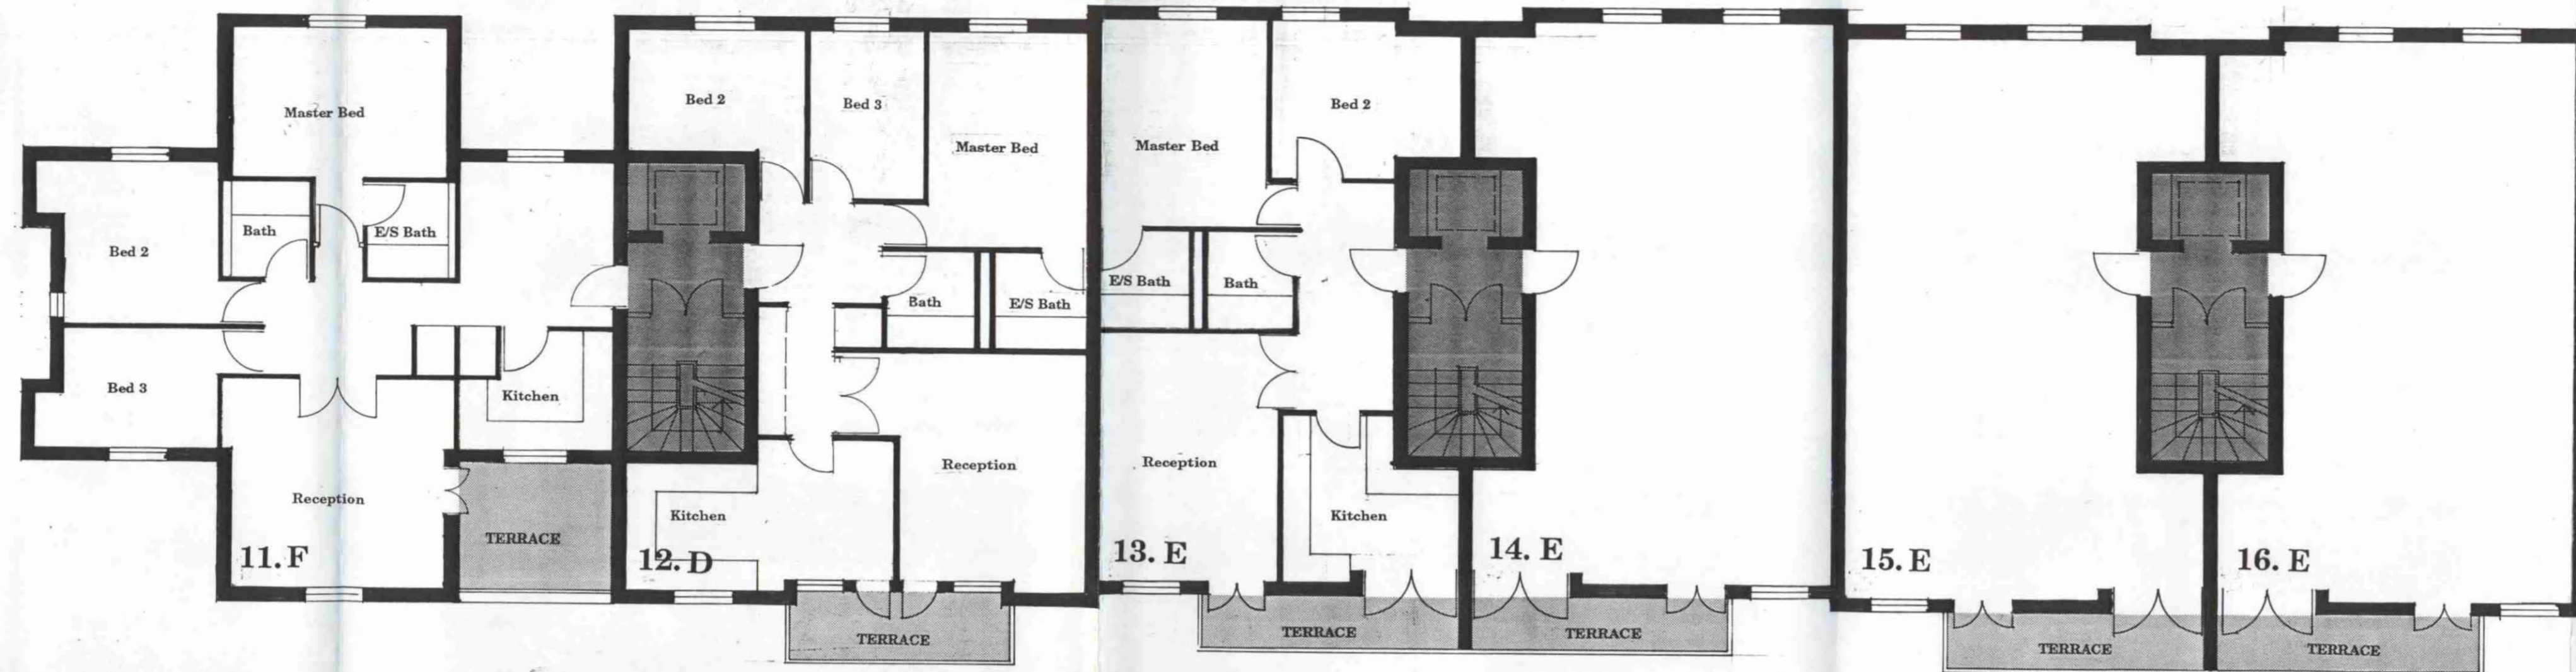 Master Bed
Bath
E/S Bath
Bed 2
Bed 3
Kitchen
Reception
TERRACE
11. F
Bed 2
Bed 3
Master Bed
Bath
E/S Bath
Reception
Kitchen
12. D
TERRACE
Master Bed
Bed 2
E/S Bath
Bath
Reception
Kitchen
13. E
TERRACE
14. E
TERRACE
15. E
TERRACE
16. E
TERRACE